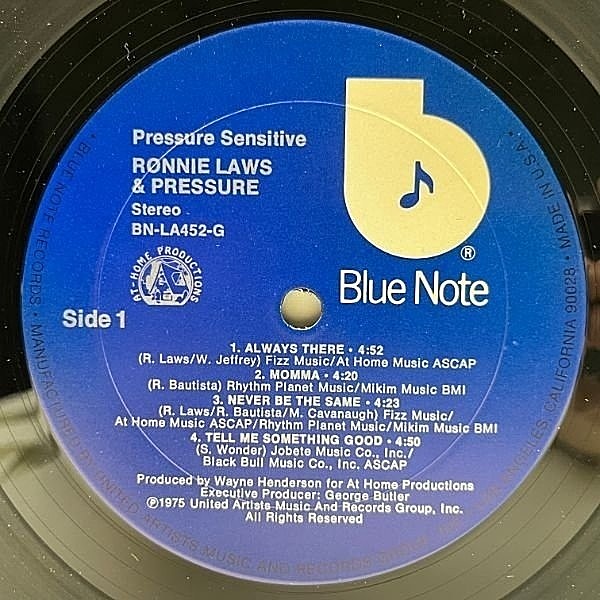 Pressure Sensitive
RONNIE LAWS
& PRESSURE
Stereo
BN-LA452-G
AT-HOME PRODUCTIONS
Side 1
®
Blue Note
1. ALWAYS THERE • 4:52
(R. Laws/W. Jeffrey) Fizz Music/At Home Music ASCAP
2. MOMMA • 4:20
(R. Bautista) Rhythm Planet Music/Mikim Music BMI
3. NEVER BE THE SAME • 4:23
(R. Laws/R. Bautista/M. Cavanaugh) Fizz Music/
At Home Music ASCAP/Rhythm Planet Music/Mikim Music BMI
4. TELL ME SOMETHING GOOD • 4:50
(S. Wonder) Jobete Music Co., Inc./
Black Bull Music Co., Inc. ASCAP
Produced by Wayne Henderson for At Home Productions
Executive Producer: George Butler
℗1975 United Artists Music And Records Group, Inc.
All Rights Reserved
• BLUE NOTE RECORDS • MANUFACTURED BY UNITED ARTISTS MUSIC AND RECORDS GROUP, INC., LOS ANGELES, CALIFORNIA 90028 • MADE IN U.S.A. •